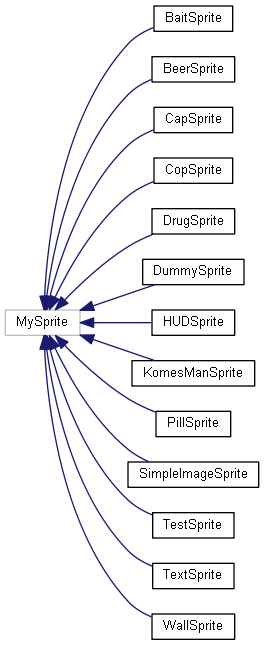 BaitSprite
BeerSprite
CapSprite
CopSprite
DrugSprite
DummySprite
MySprite
HUDSprite
KomesManSprite
PillSprite
SimpleImageSprite
TestSprite
TextSprite
WallSprite